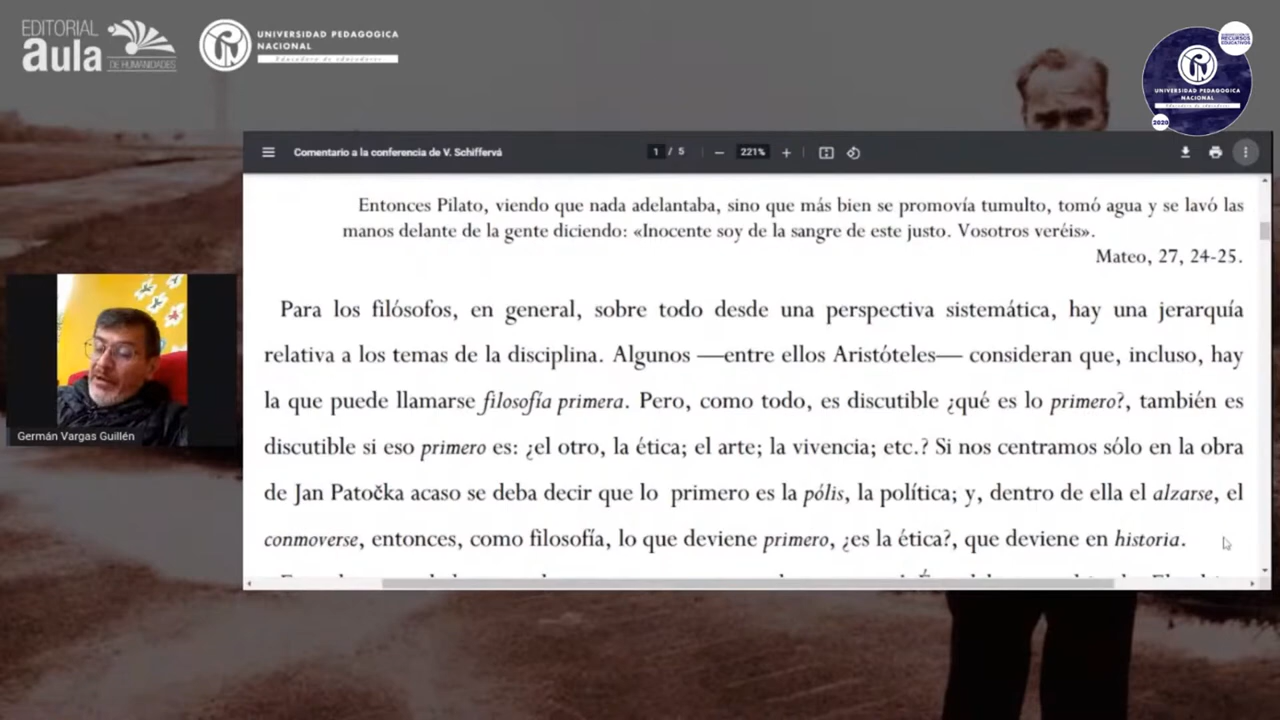 EDITORIAL
aula
DE HUMANIDADES
UNIVERSIDAD PEDAGOGICA
NACIONAL
Educadora de educadores
RECURSOS
EDUCATIVOS
UNIVERSIDAD PEDAGOGICA
NACIONAL
2020
Comentario a la conferencia de V. Schiffervá
1 / 5
221%
Entonces Pilato, viendo que nada adelantaba, sino que más bien se promovía tumulto, tomó agua y se lavó las
manos delante de la gente diciendo: «Inocente soy de la sangre de este justo. Vosotros veréis».
Mateo, 27, 24-25.
Para los filósofos, en general, sobre todo desde una perspectiva sistemática, hay una jerarquía
relativa a los temas de la disciplina. Algunos —entre ellos Aristóteles— consideran que, incluso, hay
la que puede llamarse filosofía primera. Pero, como todo, es discutible ¿qué es lo primero?, también es
discutible si eso primero es: ¿el otro, la ética; el arte; la vivencia; etc.? Si nos centramos sólo en la obra
de Jan Patočka acaso se deba decir que lo primero es la pólis, la política; y, dentro de ella el alzarse, el
conmoverse, entonces, como filosofía, lo que deviene primero, ¿es la ética?, que deviene en historia.
Germán Vargas Guillén